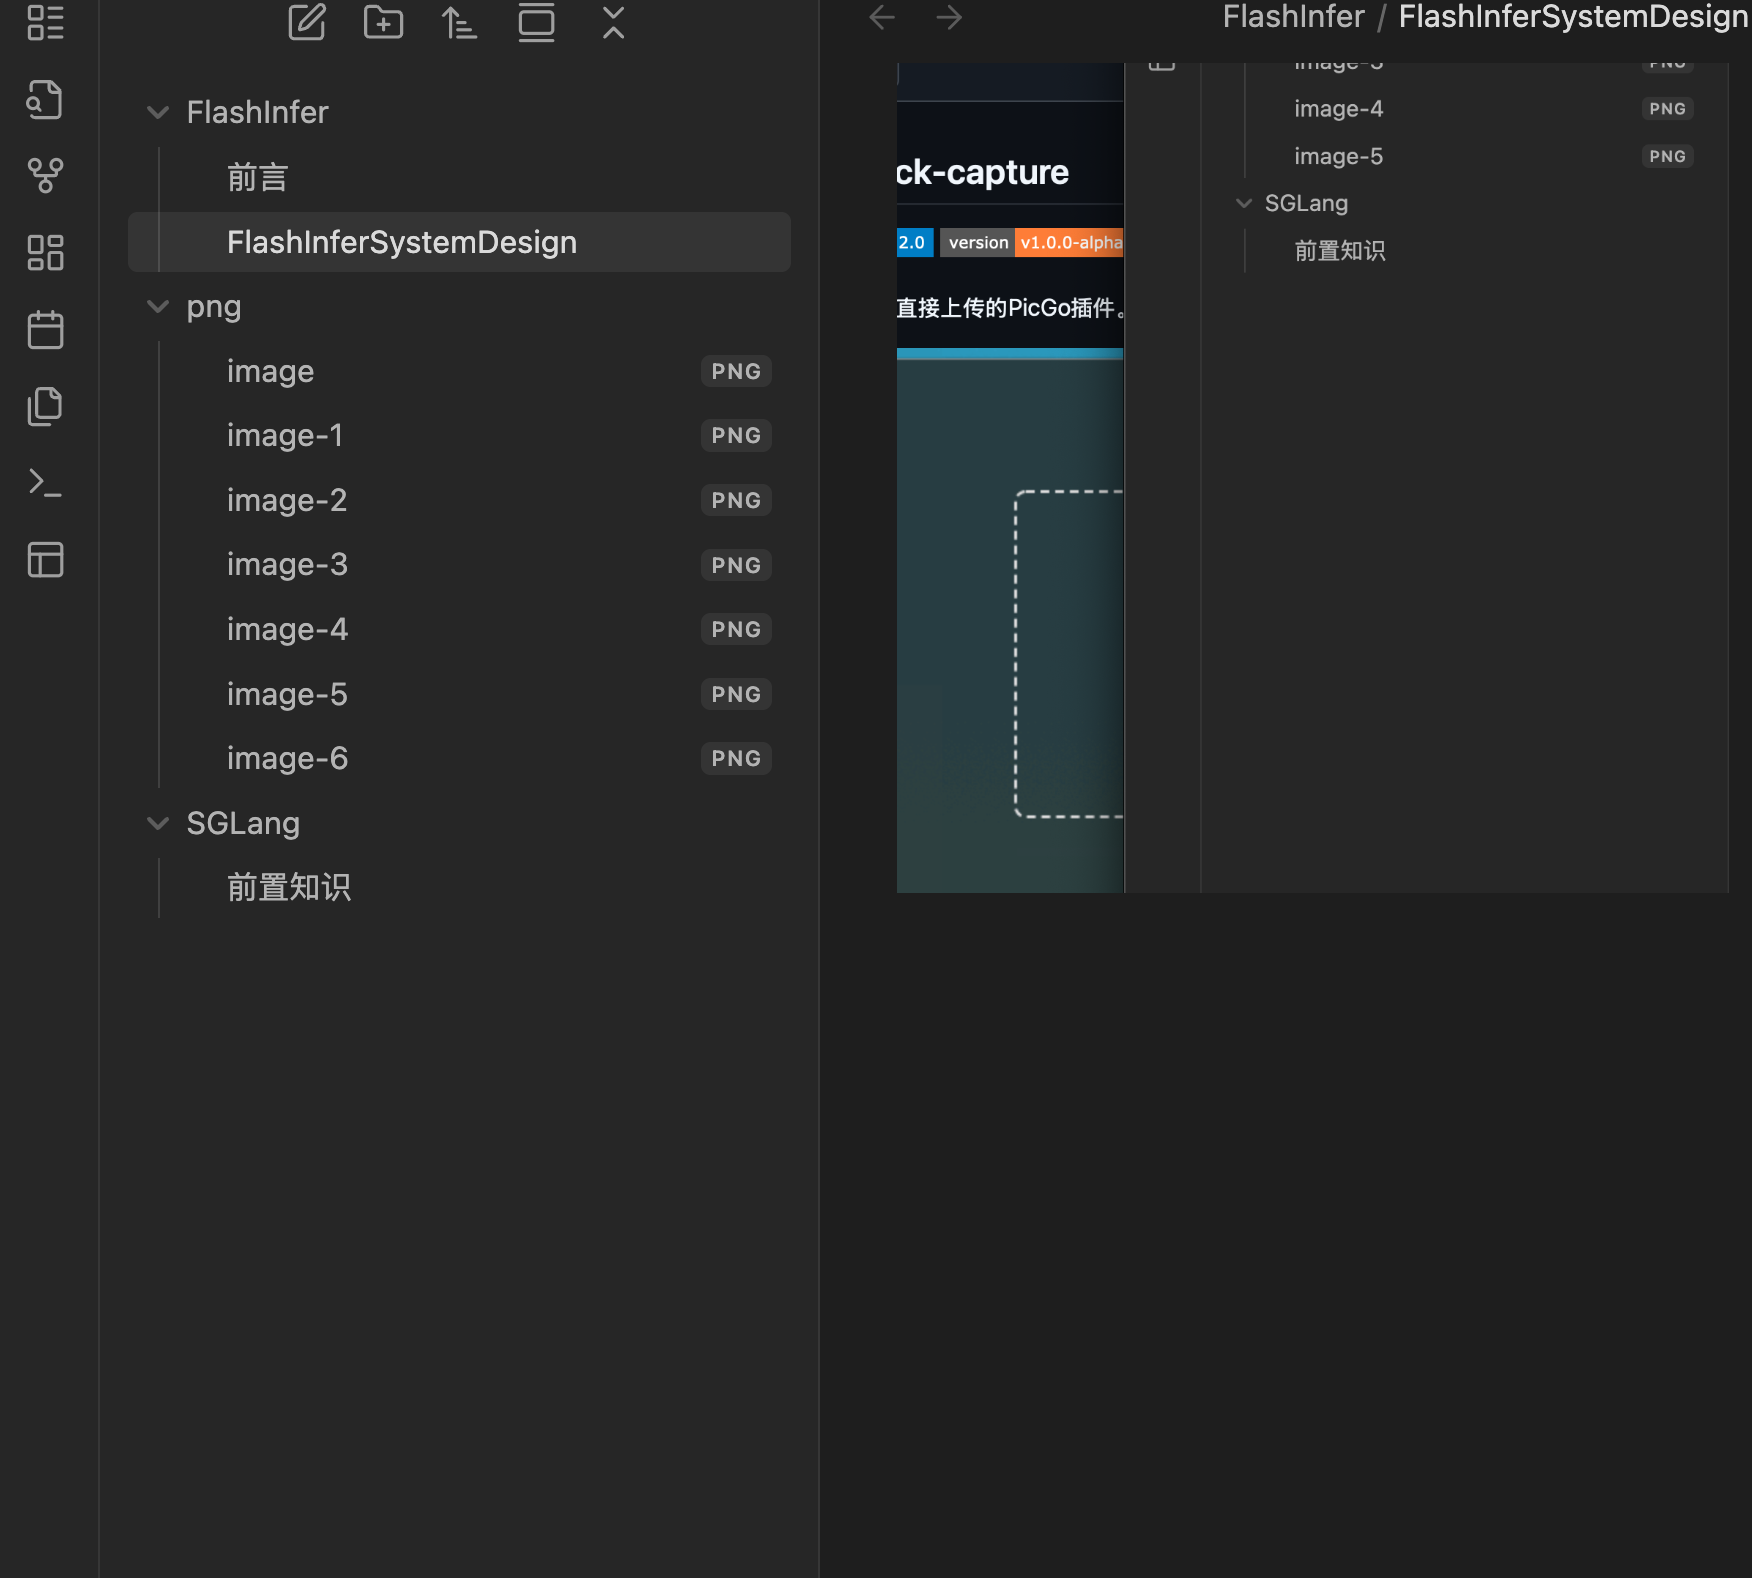 FlashInfer
前言
FlashInferSystemDesign
png
image PNG
image-1 PNG
image-2 PNG
image-3 PNG
image-4 PNG
image-5 PNG
image-6 PNG
SGLang
前置知识
FlashInfer / FlashInferSystemDesign
ck-capture
2.0 version v1.0.0-alpha
直接上传的PicGo插件。
image-3 PNG
image-4 PNG
image-5 PNG
SGLang
前置知识